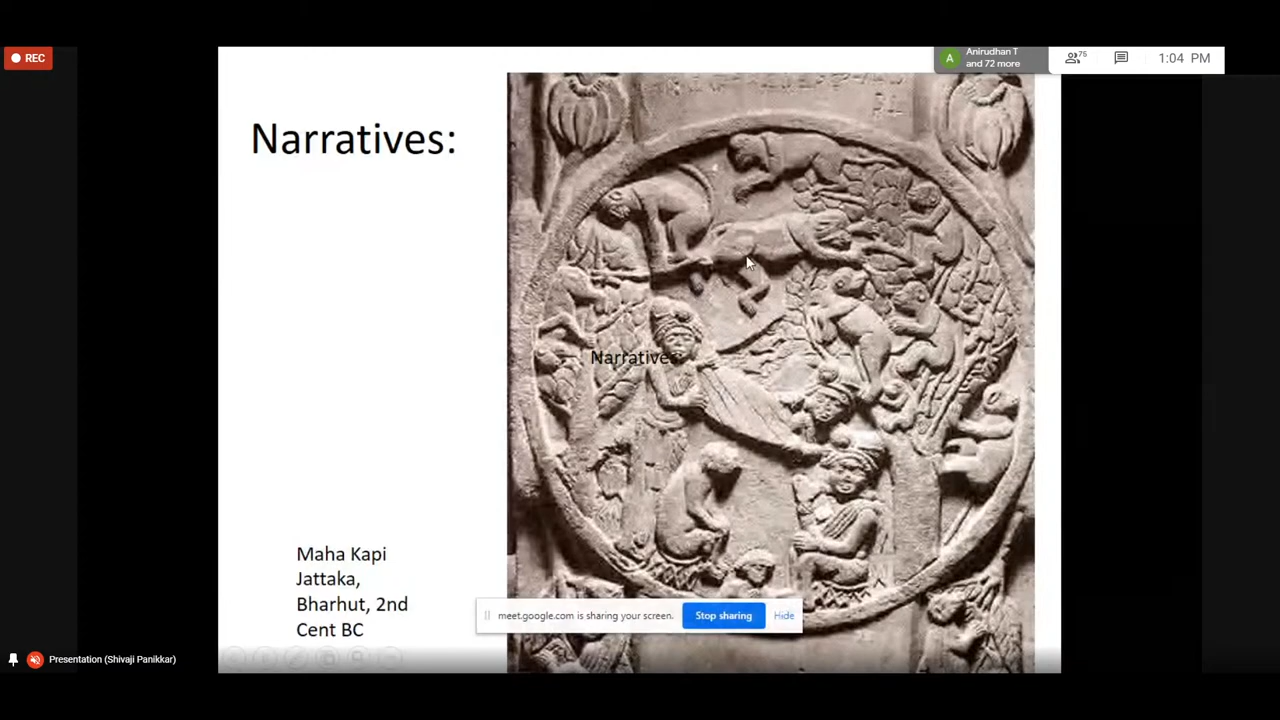 REC
A
Anirudhan T
and 72 more
75
1:04 PM
Narratives:
Narratives:
Maha Kapi
Jattaka,
Bharhut, 2nd
Cent BC
meet.google.com is sharing your screen.
Stop sharing
Hide
Presentation (Shivaji Panikkar)